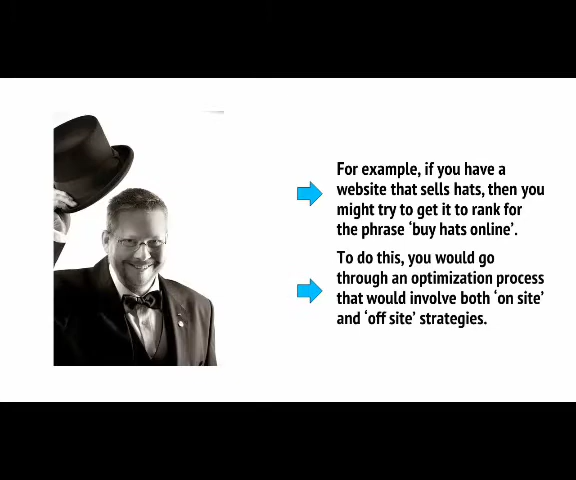 For example, if you have a
website that sells hats, then you
might try to get it to rank for
the phrase ‘buy hats online’.
To do this, you would go
through an optimization process
that would involve both ‘on site’
and ‘off site’ strategies.